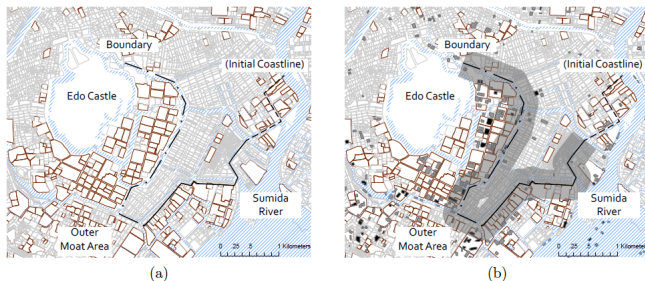 Boundary
(Initial Coastline)
Edo Castle
Sumida
River
Outer
Moat Area
0 25 5 1 Kilometers
(a)
Boundary
(Initial Coastline)
Edo Castle
Sumida
River
Outer
Moat Area
0 25 5 1 Kilometers
(b)